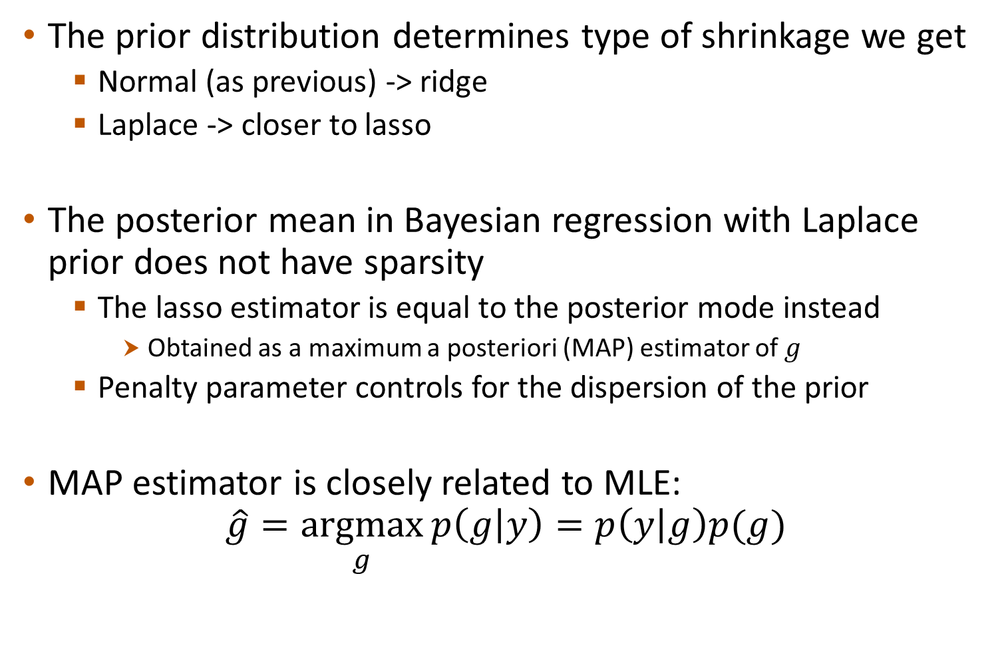 • The prior distribution determines type of shrinkage we get
▪ Normal (as previous) -> ridge
▪ Laplace -> closer to lasso
• The posterior mean in Bayesian regression with Laplace
prior does not have sparsity
▪ The lasso estimator is equal to the posterior mode instead
➤ Obtained as a maximum a posteriori (MAP) estimator of g
▪ Penalty parameter controls for the dispersion of the prior
• MAP estimator is closely related to MLE:
ĝ = argmax p(g|y) = p(y|g)p(g)
g